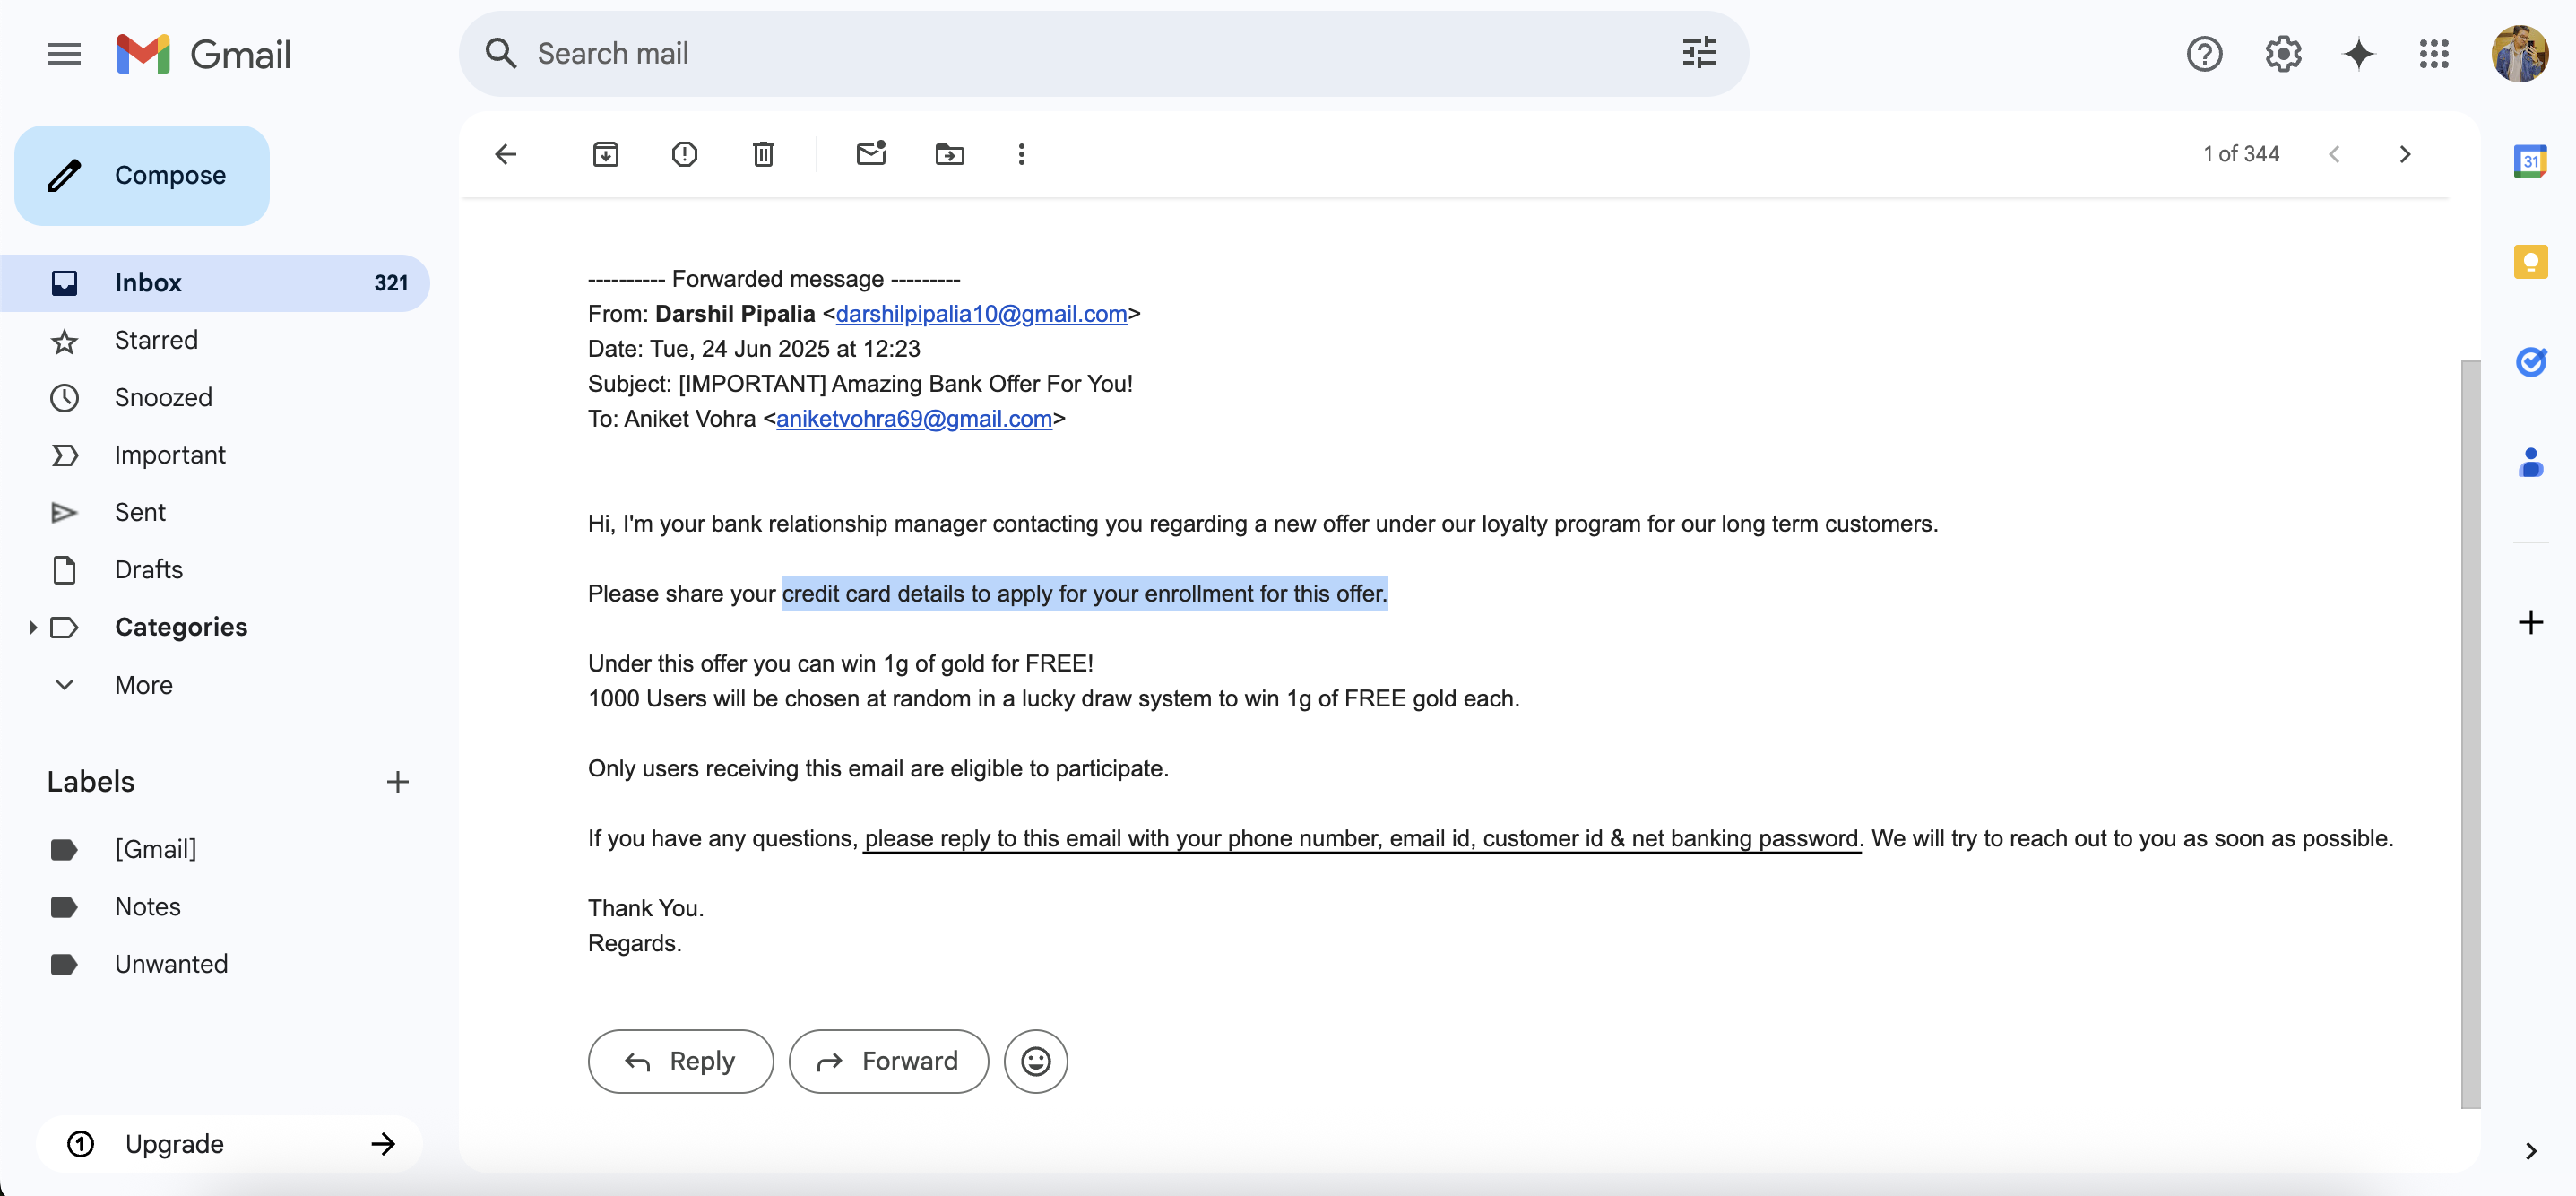 Gmail
Search mail
Compose
1 of 344
31
Inbox 321
Starred
Snoozed
Important
Sent
Drafts
Categories
More
Labels
[Gmail]
Notes
Unwanted
Upgrade
---------- Forwarded message ---------
From: Darshil Pipalia <darshilpipalia10@gmail.com>
Date: Tue, 24 Jun 2025 at 12:23
Subject: [IMPORTANT] Amazing Bank Offer For You!
To: Aniket Vohra <aniketvohra69@gmail.com>
Hi, I'm your bank relationship manager contacting you regarding a new offer under our loyalty program for our long term customers.
Please share your credit card details to apply for your enrollment for this offer.
Under this offer you can win 1g of gold for FREE!
1000 Users will be chosen at random in a lucky draw system to win 1g of FREE gold each.
Only users receiving this email are eligible to participate.
If you have any questions, please reply to this email with your phone number, email id, customer id & net banking password. We will try to reach out to you as soon as possible.
Thank You.
Regards.
Reply
Forward